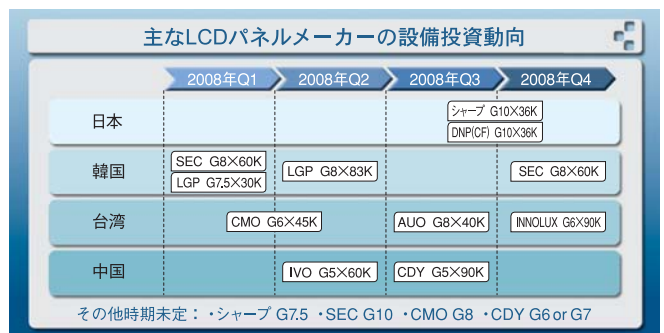 主なLCDパネルメーカーの設備投資動向
2008年Q1 2008年Q2 2008年Q3 2008年Q4
日本
シャープ G10×36K
DNP(CF) G10×36K
韓国
SEC G8×60K
LGP G7.5×30K
LGP G8×83K
SEC G8×60K
台湾
CMO G6×45K
AUO G8×40K
INNOLUX G6×90K
中国
IVO G5×60K
CDY G5×90K
その他時期未定：・シャープ G7.5 ・SEC G10 ・CMO G8 ・CDY G6 or G7